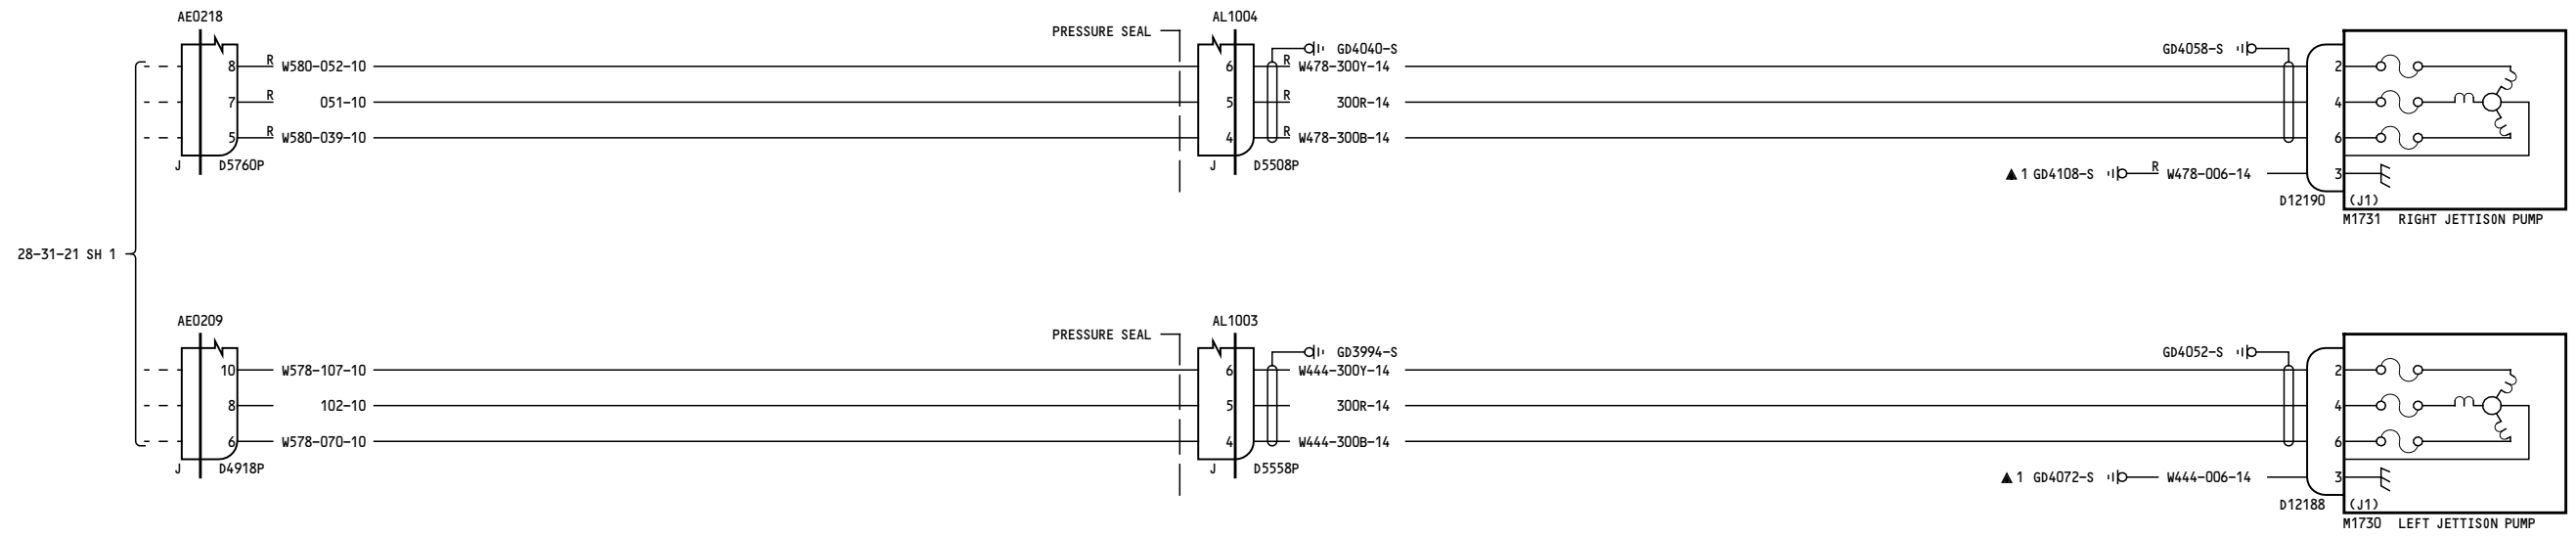 AE0218
AL1004
PRESSURE SEAL
GD4040-S
GD4058-S
8 R W580-052-10 6 R W478-300Y-14 2
7 R 051-10 5 R 300R-14 4
5 R W580-039-10 4 R W478-300B-14 6
J D5760P J D5508P
1 GD4108-S R W478-006-14 3
D12190 (J1)
M1731 RIGHT JETTISON PUMP
28-31-21 SH 1
AE0209
AL1003
PRESSURE SEAL
GD3994-S
GD4052-S
10 W578-107-10 6 W444-300Y-14 2
8 102-10 5 300R-14 4
6 W578-070-10 4 W444-300B-14 6
J D4918P J D5558P
1 GD4072-S W444-006-14 3
D12188 (J1)
M1730 LEFT JETTISON PUMP